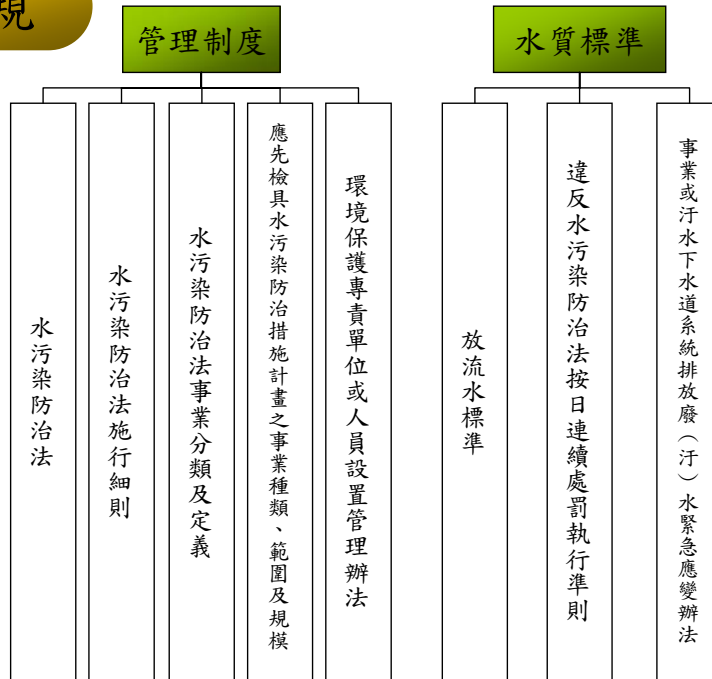 規
管理制度
水質標準
水污染防治法
水污染防治法施行細則
水污染防治法事業分類及定義
應先檢具水污染防治措施計畫之事業種類、範圍及規模
環境保護專責單位或人員設置管理辦法
放流水標準
違反水污染防治法按日連續處罰執行準則
事業或汙水下水道系統排放廢（汙）水緊急應變辦法